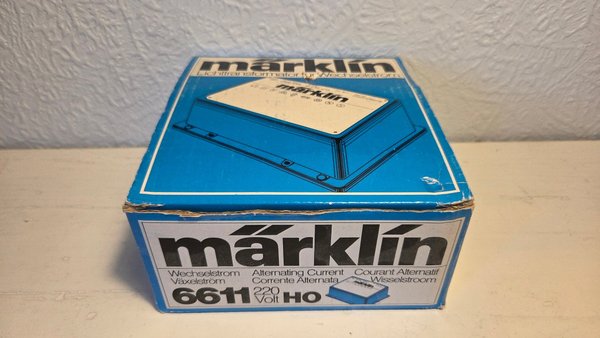 märklin
Lichttransformator für Wechselstrom
märklin
märklin
Wechselstrom Alternating Current Courant Alternatif
Växelström Corrente Alternata Wisselstroom
6611 220 Volt HO